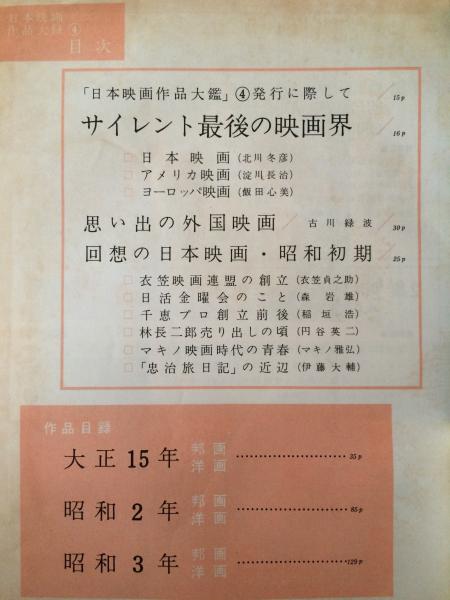 日本映画
作品大録④
目次
「日本映画作品大鑑」④発行に際して / 15p
サイレント最後の映画界 / 16p
□ 日本映画(北川冬彦)
□ アメリカ映画(淀川長治)
□ ヨーロッパ映画(飯田心美)
思い出の外国映画 / 古川緑波 / 30p
回想の日本映画・昭和初期 25p
□ 衣笠映画連盟の創立(衣笠貞之助)
□ 日活金曜会のこと(森岩雄)
□ 千恵プロ創立前後(稲垣浩)
□ 林長二郎売り出しの頃(円谷英二)
□ マキノ映画時代の青春(マキノ雅弘)
□ 「忠治旅日記」の近辺(伊藤大輔)
作品目録
大正15年 邦画 洋画 35p
昭和2年 邦画 洋画 85p
昭和3年 邦画 洋画 129p